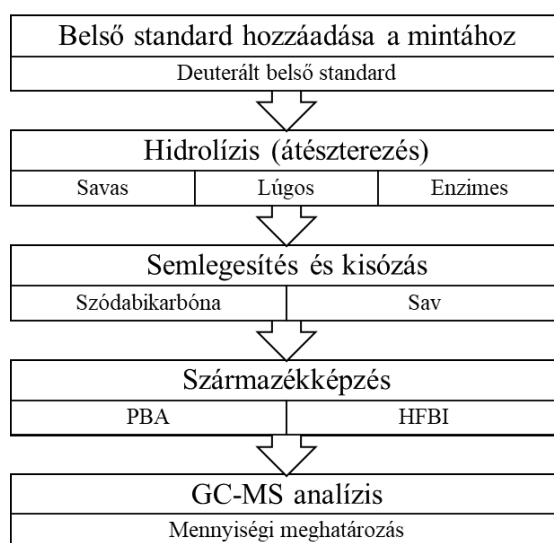 Belső standard hozzáadása a mintához
Deuterált belső standard
Hidrolízis (átészterezés)
Savas Lúgos Enzimes
Semlegesítés és kisózás
Szódabikarbóna Sav
Származékképzés
PBA HFBI
GC-MS analízis
Mennyiségi meghatározás